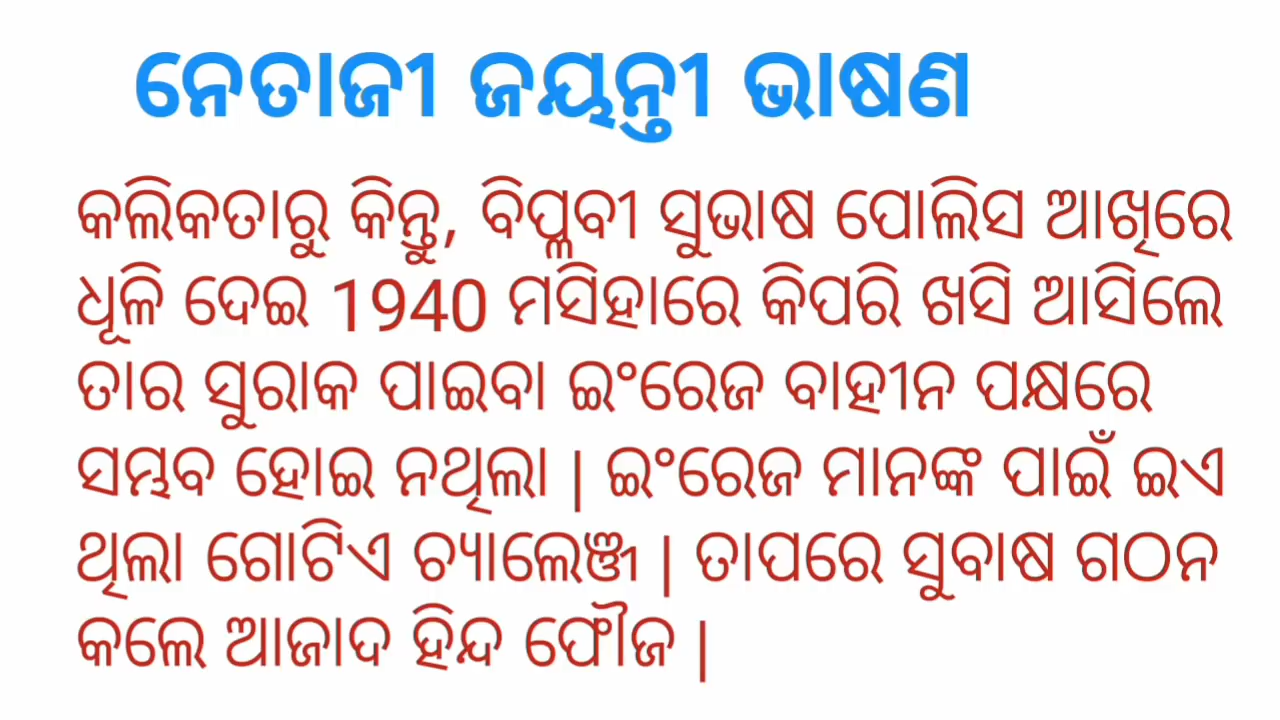 ନେତାଜୀ ଜୟନ୍ତୀ ଭାଷଣ
କଲିକତାରୁ କିନ୍ତୁ, ବିପ୍ଳବୀ ସୁଭାଷ ପୋଲିସ ଆଖିରେ
ଧୂଳି ଦେଇ 1940 ମସିହାରେ କିପରି ଖସି ଆସିଲେ
ତାର ସୁରାକ ପାଇବା ଇଂରେଜ ବାହୀନ ପକ୍ଷରେ
ସମ୍ଭବ ହୋଇ ନଥିଲା | ଇଂରେଜ ମାନଙ୍କ ପାଇଁ ଇଏ
ଥିଲା ଗୋଟିଏ ଚ୍ୟାଲେଞ୍ଜୀ | ତାପରେ ସୁବାଷ ଗଠନ
କଲେ ଆଜାଦ ହିନ୍ଦ ଫୌଜ |